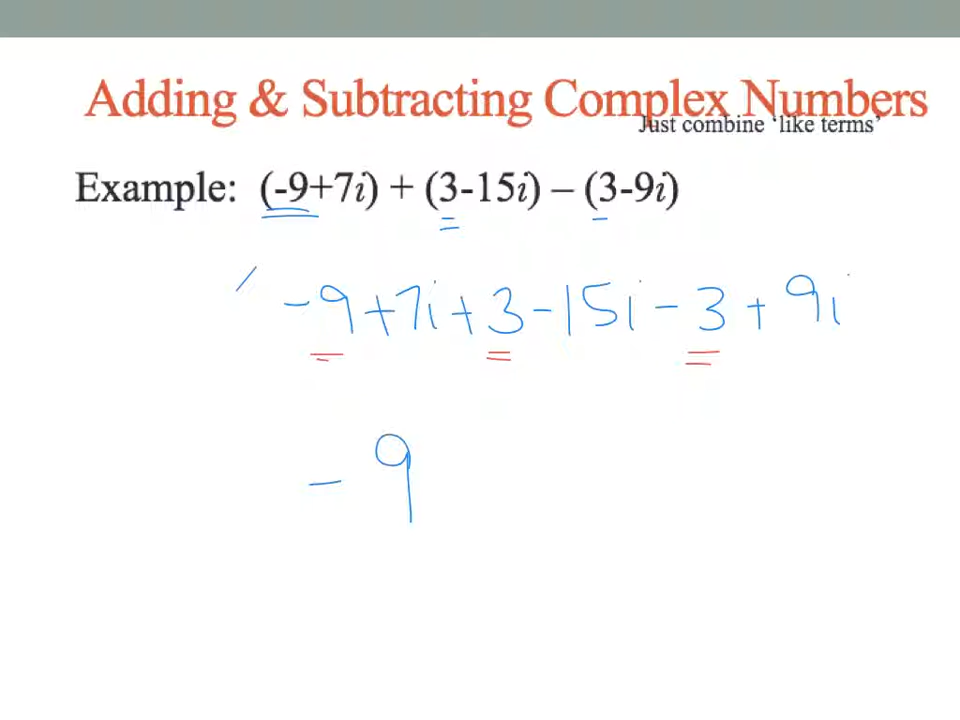 Adding & Subtracting Complex Numbers
Just combine ‘like terms’
Example: (-9+7i) + (3-15i) – (3-9i)
-9+7i+3-15i-3+9i
-9